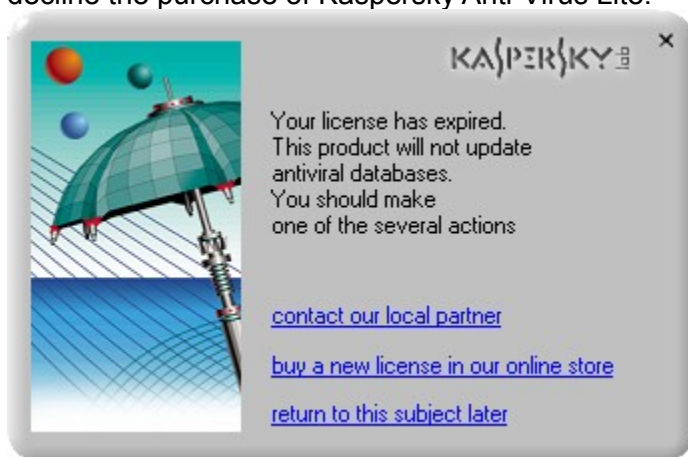 decline the purchase of Kaspersky Anti-Virus Lite.
KASPERSKY lab
Your license has expired.
This product will not update
antiviral databases.
You should make
one of the several actions
contact our local partner
buy a new license in our online store
return to this subject later